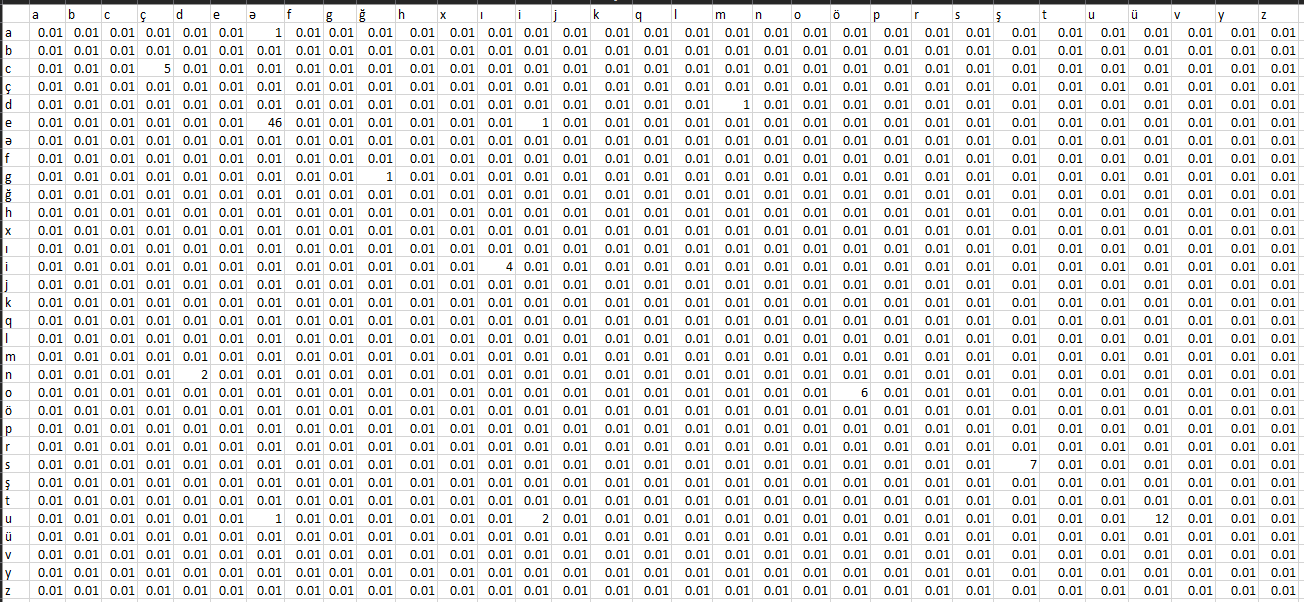 a b c ç d e ə f g ğ h x ı i j k q l m n o ö p r s ş t u ü v y z
a 0.01 0.01 0.01 0.01 0.01 0.01 1 0.01 0.01 0.01 0.01 0.01 0.01 0.01 0.01 0.01 0.01 0.01 0.01 0.01 0.01 0.01 0.01 0.01 0.01 0.01 0.01 0.01 0.01 0.01 0.01 0.01
b 0.01 0.01 0.01 0.01 0.01 0.01 0.01 0.01 0.01 0.01 0.01 0.01 0.01 0.01 0.01 0.01 0.01 0.01 0.01 0.01 0.01 0.01 0.01 0.01 0.01 0.01 0.01 0.01 0.01 0.01 0.01 0.01
c 0.01 0.01 0.01 5 0.01 0.01 0.01 0.01 0.01 0.01 0.01 0.01 0.01 0.01 0.01 0.01 0.01 0.01 0.01 0.01 0.01 0.01 0.01 0.01 0.01 0.01 0.01 0.01 0.01 0.01 0.01 0.01
ç 0.01 0.01 0.01 0.01 0.01 0.01 0.01 0.01 0.01 0.01 0.01 0.01 0.01 0.01 0.01 0.01 0.01 0.01 0.01 0.01 0.01 0.01 0.01 0.01 0.01 0.01 0.01 0.01 0.01 0.01 0.01 0.01
d 0.01 0.01 0.01 0.01 0.01 0.01 0.01 0.01 0.01 0.01 0.01 0.01 0.01 0.01 0.01 0.01 0.01 0.01 1 0.01 0.01 0.01 0.01 0.01 0.01 0.01 0.01 0.01 0.01 0.01 0.01 0.01
e 0.01 0.01 0.01 0.01 0.01 0.01 46 0.01 0.01 0.01 0.01 0.01 0.01 1 0.01 0.01 0.01 0.01 0.01 0.01 0.01 0.01 0.01 0.01 0.01 0.01 0.01 0.01 0.01 0.01 0.01 0.01
ə 0.01 0.01 0.01 0.01 0.01 0.01 0.01 0.01 0.01 0.01 0.01 0.01 0.01 0.01 0.01 0.01 0.01 0.01 0.01 0.01 0.01 0.01 0.01 0.01 0.01 0.01 0.01 0.01 0.01 0.01 0.01 0.01
f 0.01 0.01 0.01 0.01 0.01 0.01 0.01 0.01 0.01 0.01 0.01 0.01 0.01 0.01 0.01 0.01 0.01 0.01 0.01 0.01 0.01 0.01 0.01 0.01 0.01 0.01 0.01 0.01 0.01 0.01 0.01 0.01
g 0.01 0.01 0.01 0.01 0.01 0.01 0.01 0.01 0.01 1 0.01 0.01 0.01 0.01 0.01 0.01 0.01 0.01 0.01 0.01 0.01 0.01 0.01 0.01 0.01 0.01 0.01 0.01 0.01 0.01 0.01 0.01
ğ 0.01 0.01 0.01 0.01 0.01 0.01 0.01 0.01 0.01 0.01 0.01 0.01 0.01 0.01 0.01 0.01 0.01 0.01 0.01 0.01 0.01 0.01 0.01 0.01 0.01 0.01 0.01 0.01 0.01 0.01 0.01 0.01
h 0.01 0.01 0.01 0.01 0.01 0.01 0.01 0.01 0.01 0.01 0.01 0.01 0.01 0.01 0.01 0.01 0.01 0.01 0.01 0.01 0.01 0.01 0.01 0.01 0.01 0.01 0.01 0.01 0.01 0.01 0.01 0.01
x 0.01 0.01 0.01 0.01 0.01 0.01 0.01 0.01 0.01 0.01 0.01 0.01 0.01 0.01 0.01 0.01 0.01 0.01 0.01 0.01 0.01 0.01 0.01 0.01 0.01 0.01 0.01 0.01 0.01 0.01 0.01 0.01
ı 0.01 0.01 0.01 0.01 0.01 0.01 0.01 0.01 0.01 0.01 0.01 0.01 0.01 0.01 0.01 0.01 0.01 0.01 0.01 0.01 0.01 0.01 0.01 0.01 0.01 0.01 0.01 0.01 0.01 0.01 0.01 0.01
i 0.01 0.01 0.01 0.01 0.01 0.01 0.01 0.01 0.01 0.01 0.01 0.01 4 0.01 0.01 0.01 0.01 0.01 0.01 0.01 0.01 0.01 0.01 0.01 0.01 0.01 0.01 0.01 0.01 0.01 0.01 0.01
j 0.01 0.01 0.01 0.01 0.01 0.01 0.01 0.01 0.01 0.01 0.01 0.01 0.01 0.01 0.01 0.01 0.01 0.01 0.01 0.01 0.01 0.01 0.01 0.01 0.01 0.01 0.01 0.01 0.01 0.01 0.01 0.01
k 0.01 0.01 0.01 0.01 0.01 0.01 0.01 0.01 0.01 0.01 0.01 0.01 0.01 0.01 0.01 0.01 0.01 0.01 0.01 0.01 0.01 0.01 0.01 0.01 0.01 0.01 0.01 0.01 0.01 0.01 0.01 0.01
q 0.01 0.01 0.01 0.01 0.01 0.01 0.01 0.01 0.01 0.01 0.01 0.01 0.01 0.01 0.01 0.01 0.01 0.01 0.01 0.01 0.01 0.01 0.01 0.01 0.01 0.01 0.01 0.01 0.01 0.01 0.01 0.01
l 0.01 0.01 0.01 0.01 0.01 0.01 0.01 0.01 0.01 0.01 0.01 0.01 0.01 0.01 0.01 0.01 0.01 0.01 0.01 0.01 0.01 0.01 0.01 0.01 0.01 0.01 0.01 0.01 0.01 0.01 0.01 0.01
m 0.01 0.01 0.01 0.01 0.01 0.01 0.01 0.01 0.01 0.01 0.01 0.01 0.01 0.01 0.01 0.01 0.01 0.01 0.01 0.01 0.01 0.01 0.01 0.01 0.01 0.01 0.01 0.01 0.01 0.01 0.01 0.01
n 0.01 0.01 0.01 0.01 2 0.01 0.01 0.01 0.01 0.01 0.01 0.01 0.01 0.01 0.01 0.01 0.01 0.01 0.01 0.01 0.01 0.01 0.01 0.01 0.01 0.01 0.01 0.01 0.01 0.01 0.01 0.01
o 0.01 0.01 0.01 0.01 0.01 0.01 0.01 0.01 0.01 0.01 0.01 0.01 0.01 0.01 0.01 0.01 0.01 0.01 0.01 0.01 0.01 6 0.01 0.01 0.01 0.01 0.01 0.01 0.01 0.01 0.01 0.01
ö 0.01 0.01 0.01 0.01 0.01 0.01 0.01 0.01 0.01 0.01 0.01 0.01 0.01 0.01 0.01 0.01 0.01 0.01 0.01 0.01 0.01 0.01 0.01 0.01 0.01 0.01 0.01 0.01 0.01 0.01 0.01 0.01
p 0.01 0.01 0.01 0.01 0.01 0.01 0.01 0.01 0.01 0.01 0.01 0.01 0.01 0.01 0.01 0.01 0.01 0.01 0.01 0.01 0.01 0.01 0.01 0.01 0.01 0.01 0.01 0.01 0.01 0.01 0.01 0.01
r 0.01 0.01 0.01 0.01 0.01 0.01 0.01 0.01 0.01 0.01 0.01 0.01 0.01 0.01 0.01 0.01 0.01 0.01 0.01 0.01 0.01 0.01 0.01 0.01 0.01 0.01 0.01 0.01 0.01 0.01 0.01 0.01
s 0.01 0.01 0.01 0.01 0.01 0.01 0.01 0.01 0.01 0.01 0.01 0.01 0.01 0.01 0.01 0.01 0.01 0.01 0.01 0.01 0.01 0.01 0.01 0.01 0.01 7 0.01 0.01 0.01 0.01 0.01 0.01
ş 0.01 0.01 0.01 0.01 0.01 0.01 0.01 0.01 0.01 0.01 0.01 0.01 0.01 0.01 0.01 0.01 0.01 0.01 0.01 0.01 0.01 0.01 0.01 0.01 0.01 0.01 0.01 0.01 0.01 0.01 0.01 0.01
t 0.01 0.01 0.01 0.01 0.01 0.01 0.01 0.01 0.01 0.01 0.01 0.01 0.01 0.01 0.01 0.01 0.01 0.01 0.01 0.01 0.01 0.01 0.01 0.01 0.01 0.01 0.01 0.01 0.01 0.01 0.01 0.01
u 0.01 0.01 0.01 0.01 0.01 0.01 1 0.01 0.01 0.01 0.01 0.01 0.01 2 0.01 0.01 0.01 0.01 0.01 0.01 0.01 0.01 0.01 0.01 0.01 0.01 0.01 0.01 12 0.01 0.01 0.01
ü 0.01 0.01 0.01 0.01 0.01 0.01 0.01 0.01 0.01 0.01 0.01 0.01 0.01 0.01 0.01 0.01 0.01 0.01 0.01 0.01 0.01 0.01 0.01 0.01 0.01 0.01 0.01 0.01 0.01 0.01 0.01 0.01
v 0.01 0.01 0.01 0.01 0.01 0.01 0.01 0.01 0.01 0.01 0.01 0.01 0.01 0.01 0.01 0.01 0.01 0.01 0.01 0.01 0.01 0.01 0.01 0.01 0.01 0.01 0.01 0.01 0.01 0.01 0.01 0.01
y 0.01 0.01 0.01 0.01 0.01 0.01 0.01 0.01 0.01 0.01 0.01 0.01 0.01 0.01 0.01 0.01 0.01 0.01 0.01 0.01 0.01 0.01 0.01 0.01 0.01 0.01 0.01 0.01 0.01 0.01 0.01 0.01
z 0.01 0.01 0.01 0.01 0.01 0.01 0.01 0.01 0.01 0.01 0.01 0.01 0.01 0.01 0.01 0.01 0.01 0.01 0.01 0.01 0.01 0.01 0.01 0.01 0.01 0.01 0.01 0.01 0.01 0.01 0.01 0.01